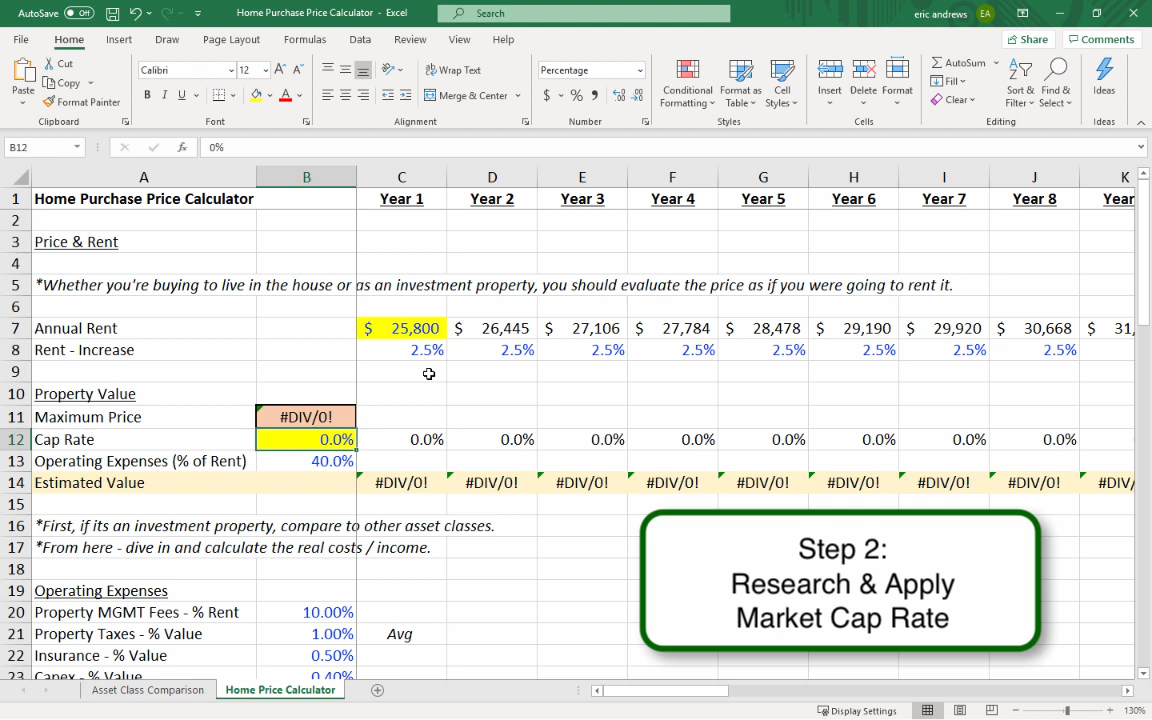 AutoSave Off Home Purchase Price Calculator - Excel Search eric andrews EA
File Home Insert Draw Page Layout Formulas Data Review View Help Share Comments
Paste Cut Copy Format Painter Calibri 12 Wrap Text Percentage AutoSum
B I U A Merge & Center $ % Fill
Conditional Formatting Format as Table Cell Styles Insert Delete Format Clear Sort & Filter Find & Select Ideas
Clipboard Font Alignment Number Styles Cells Editing Ideas
B12 fx 0%
A B C D E F G H I J K
1 Home Purchase Price Calculator Year 1 Year 2 Year 3 Year 4 Year 5 Year 6 Year 7 Year 8 Year
2
3 Price & Rent
4
5 *Whether you're buying to live in the house or as an investment property, you should evaluate the price as if you were going to rent it.
6
7 Annual Rent $ 25,800 $ 26,445 $ 27,106 $ 27,784 $ 28,478 $ 29,190 $ 29,920 $ 30,668 $ 31,
8 Rent - Increase 2.5% 2.5% 2.5% 2.5% 2.5% 2.5% 2.5% 2.5%
9
10 Property Value
11 Maximum Price #DIV/0!
12 Cap Rate 0.0% 0.0% 0.0% 0.0% 0.0% 0.0% 0.0% 0.0% 0.0%
13 Operating Expenses (% of Rent) 40.0%
14 Estimated Value #DIV/0! #DIV/0! #DIV/0! #DIV/0! #DIV/0! #DIV/0! #DIV/0! #DIV/0! #DIV/
15
16 *First, if its an investment property, compare to other asset classes.
17 *From here - dive in and calculate the real costs / income.
18
19 Operating Expenses
20 Property MGMT Fees - % Rent 10.00%
21 Property Taxes - % Value 1.00% Avg
22 Insurance - % Value 0.50%
23 Capex - % Value 0.40%
Step 2:
Research & Apply
Market Cap Rate
Asset Class Comparison Home Price Calculator
Display Settings 130%